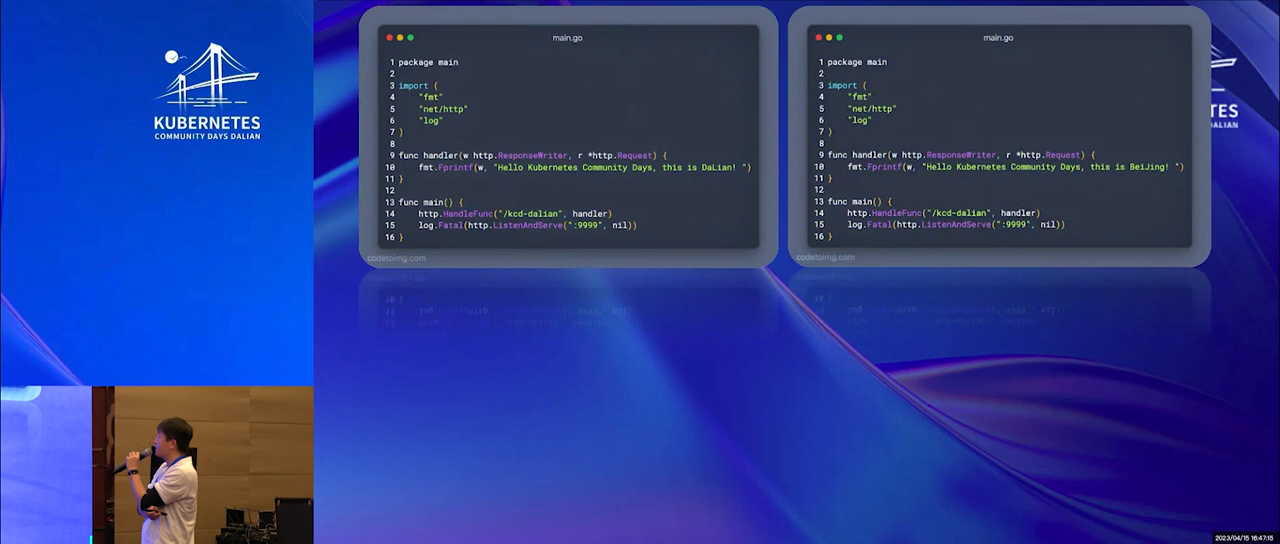 KUBERNETES
COMMUNITY DAYS DALIAN
main.go
1 package main
2
3 import (
4 "fmt"
5 "net/http"
6 "log"
7 )
8
9 func handler(w http.ResponseWriter, r *http.Request) {
10 fmt.Fprintf(w, "Hello Kubernetes Community Days, this is DaLian! ")
11 }
12
13 func main() {
14 http.HandleFunc("/kcd-dalian", handler)
15 log.Fatal(http.ListenAndServe(":9999", nil))
16 }
codetoimg.com
main.go
1 package main
2
3 import (
4 "fmt"
5 "net/http"
6 "log"
7 )
8
9 func handler(w http.ResponseWriter, r *http.Request) {
10 fmt.Fprintf(w, "Hello Kubernetes Community Days, this is BeiJing! ")
11 }
12
13 func main() {
14 http.HandleFunc("/kcd-dalian", handler)
15 log.Fatal(http.ListenAndServe(":9999", nil))
16 }
codetoimg.com
TES
DALIAN
2023/04/15 16:47:15